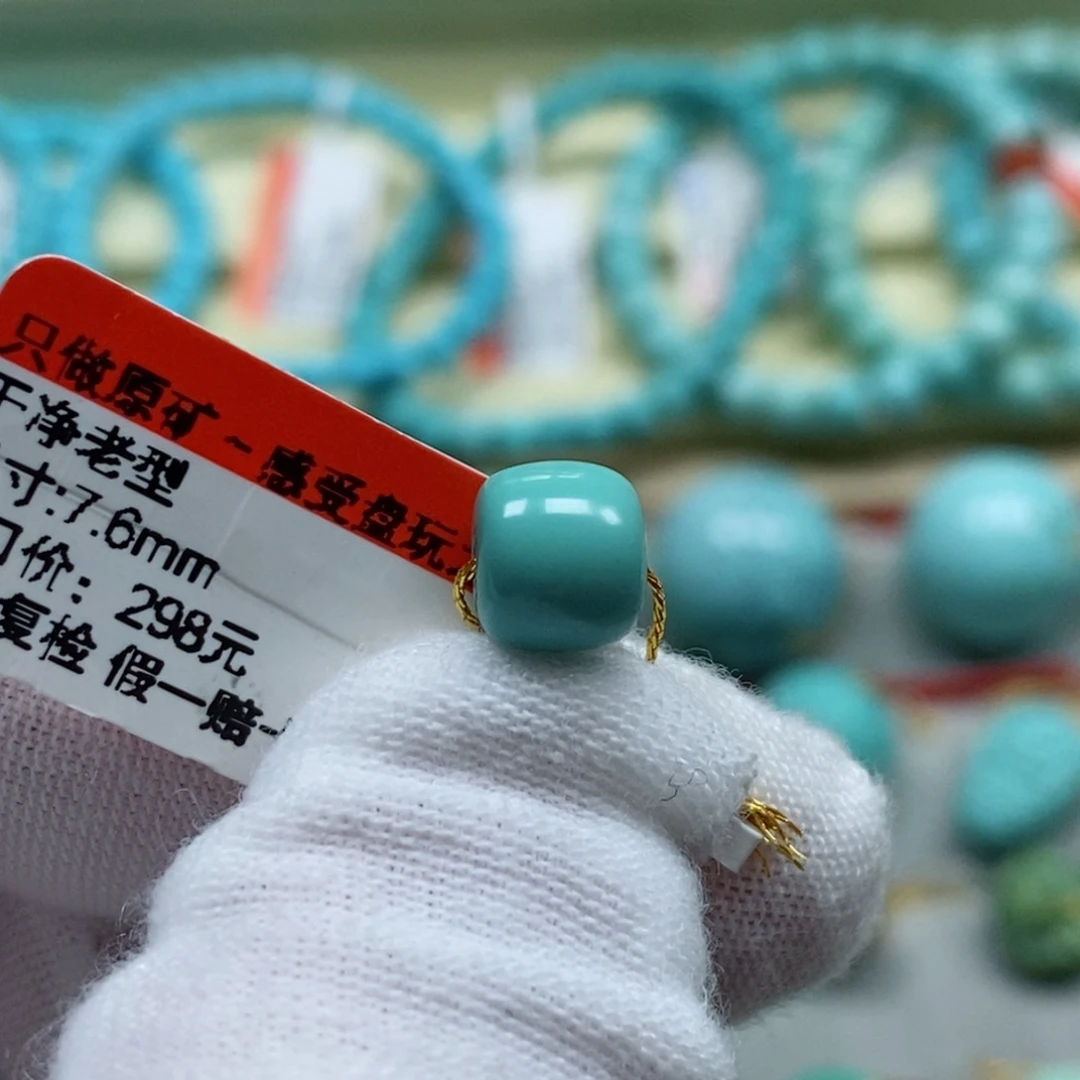 只做原矿~感受盘玩
干净老型
寸:7.6mm
价：298元
复检 假一赔